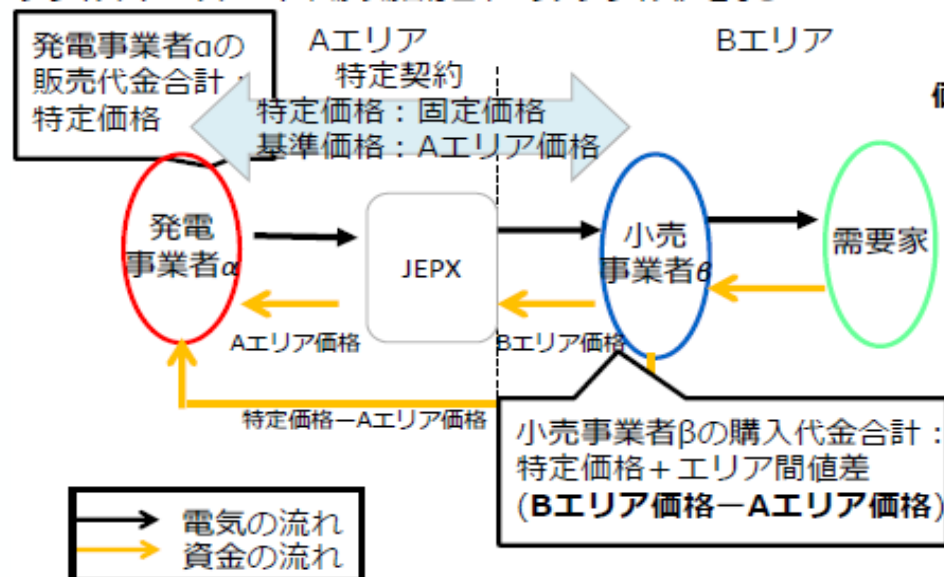 発電事業者αの
販売代金合計：
特定価格
Aエリア
Bエリア
特定契約
特定価格：固定価格
基準価格：Aエリア価格
発電
事業者α
JEPX
小売
事業者β
需要家
Aエリア価格
Bエリア価格
特定価格ーAエリア価格
小売事業者βの購入代金合計：
特定価格＋エリア間値差
(Bエリア価格ーAエリア価格)
電気の流れ
資金の流れ